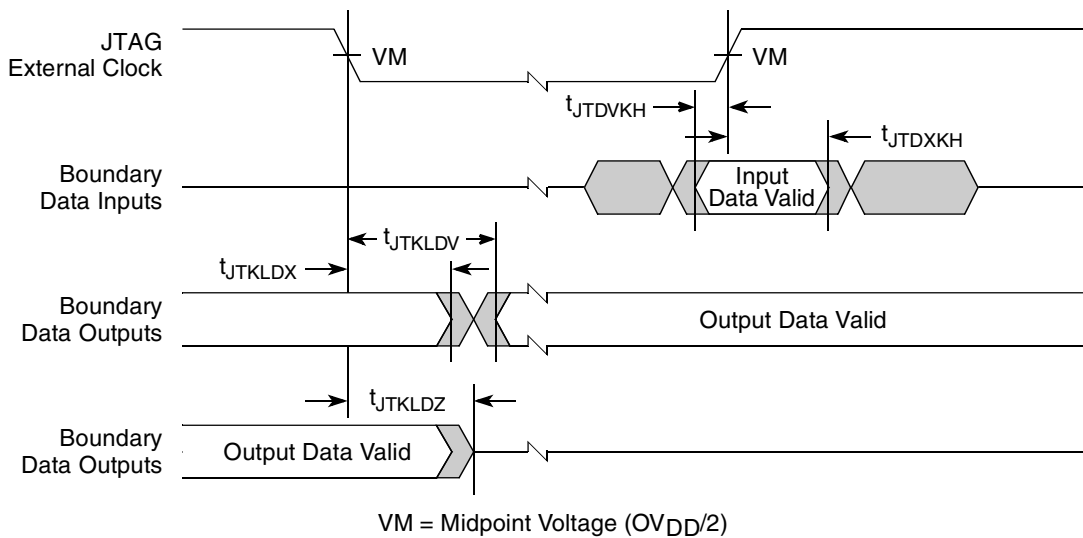 JTAG
External Clock
VM
VM
tJTDVKH
tJTDXKH
Boundary
Data Inputs
Input
Data Valid
tJTKLDV
tJTKLDX
Boundary
Data Outputs
Output Data Valid
tJTKLDZ
Boundary
Data Outputs
Output Data Valid
VM = Midpoint Voltage (OVDD/2)